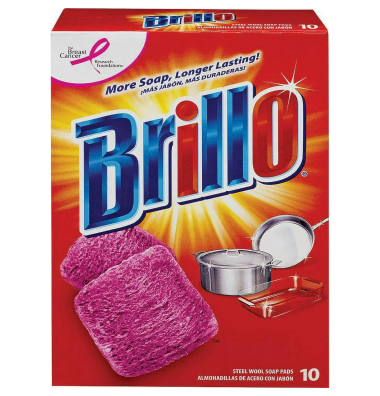 The Breast
Cancer
Research
Foundation®
More Soap, Longer Lasting!
¡MÁS JABÓN, MÁS DURADERAS!
Brillo®
STEEL WOOL SOAP PADS
ALMOHADILLAS DE ACERO CON JABÓN
10